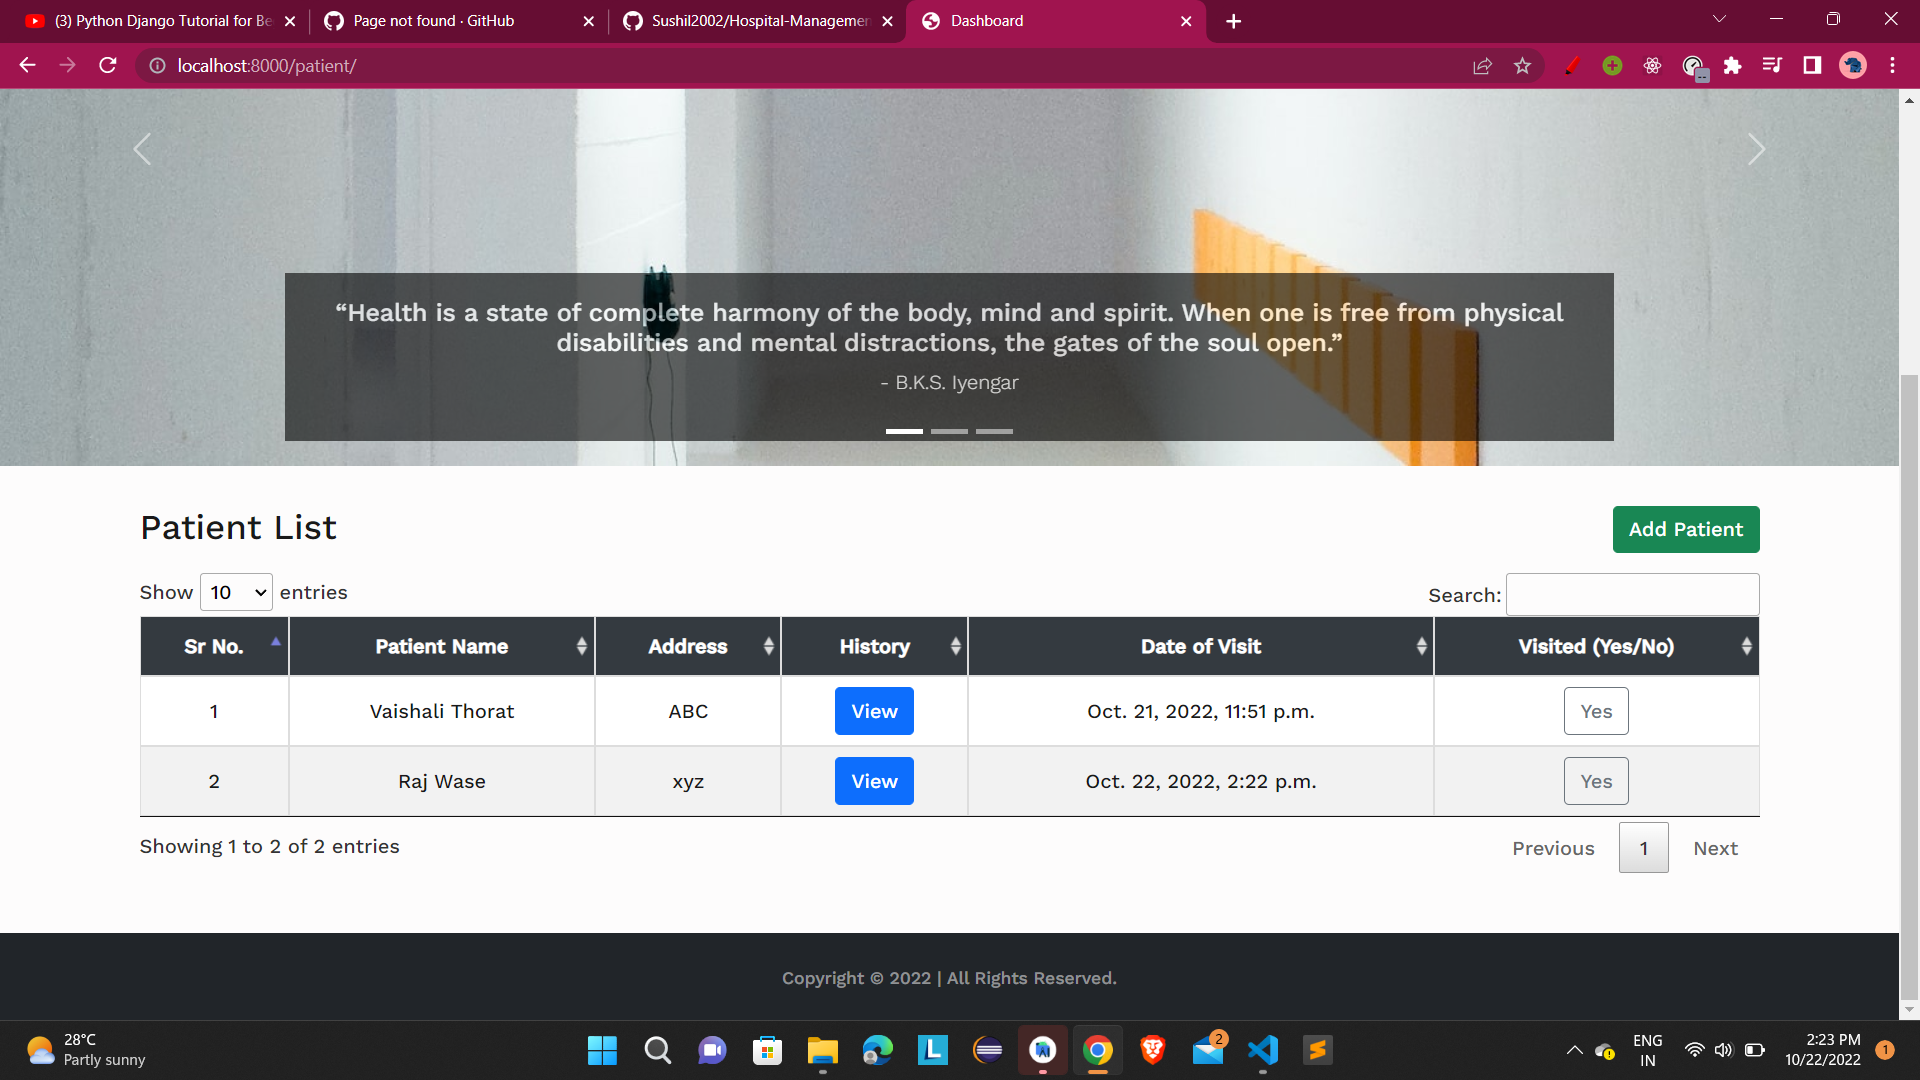 (3) Python Django Tutorial for Be
Page not found · GitHub
Sushil2002/Hospital-Managemen
Dashboard
localhost:8000/patient/
“Health is a state of complete harmony of the body, mind and spirit. When one is free from physical
disabilities and mental distractions, the gates of the soul open.”
- B.K.S. Iyengar
Patient List
Add Patient
Show 10 entries
Search:
Sr No. Patient Name Address History Date of Visit Visited (Yes/No)
1 Vaishali Thorat ABC View Oct. 21, 2022, 11:51 p.m. Yes
2 Raj Wase xyz View Oct. 22, 2022, 2:22 p.m. Yes
Showing 1 to 2 of 2 entries
Previous 1 Next
Copyright © 2022 | All Rights Reserved.
28°C
Partly sunny
2
ENG
IN
2:23 PM
10/22/2022
1